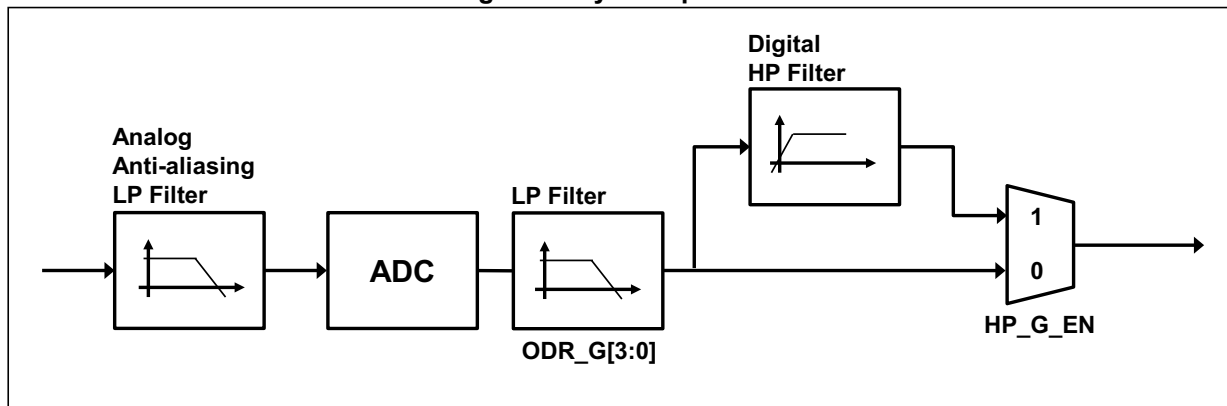 Digital
HP Filter
Analog
Anti-aliasing
LP Filter
LP Filter
ADC
1
0
ODR_G[3:0]
HP_G_EN